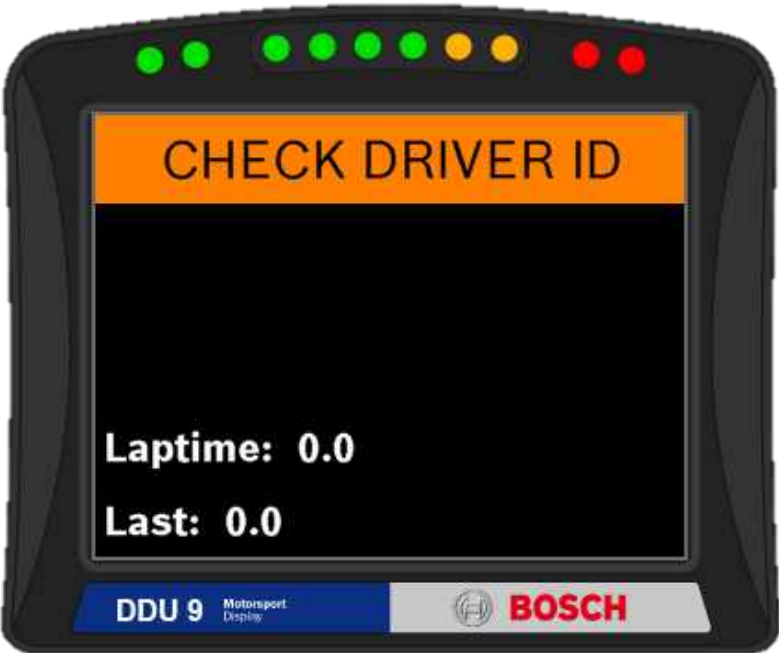 CHECK DRIVER ID
Laptime: 0.0
Last: 0.0
DDU 9 Motorsport
Display
BOSCH